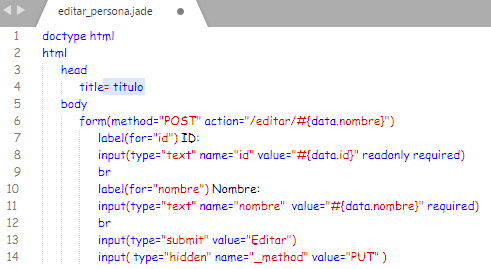 editar_persona.jade
1 doctype html
2 html
3 head
4 title= titulo
5 body
6 form(method="POST" action="/editar/#{data.nombre}")
7 label(for="id") ID:
8 input(type="text" name="id" value="#{data.id}" readonly required)
9 br
10 label(for="nombre") Nombre:
11 input(type="text" name="nombre"  value="#{data.nombre}" required)
12 br
13 input(type="submit" value="Editar")
14 input( type="hidden" name="_method" value="PUT" )